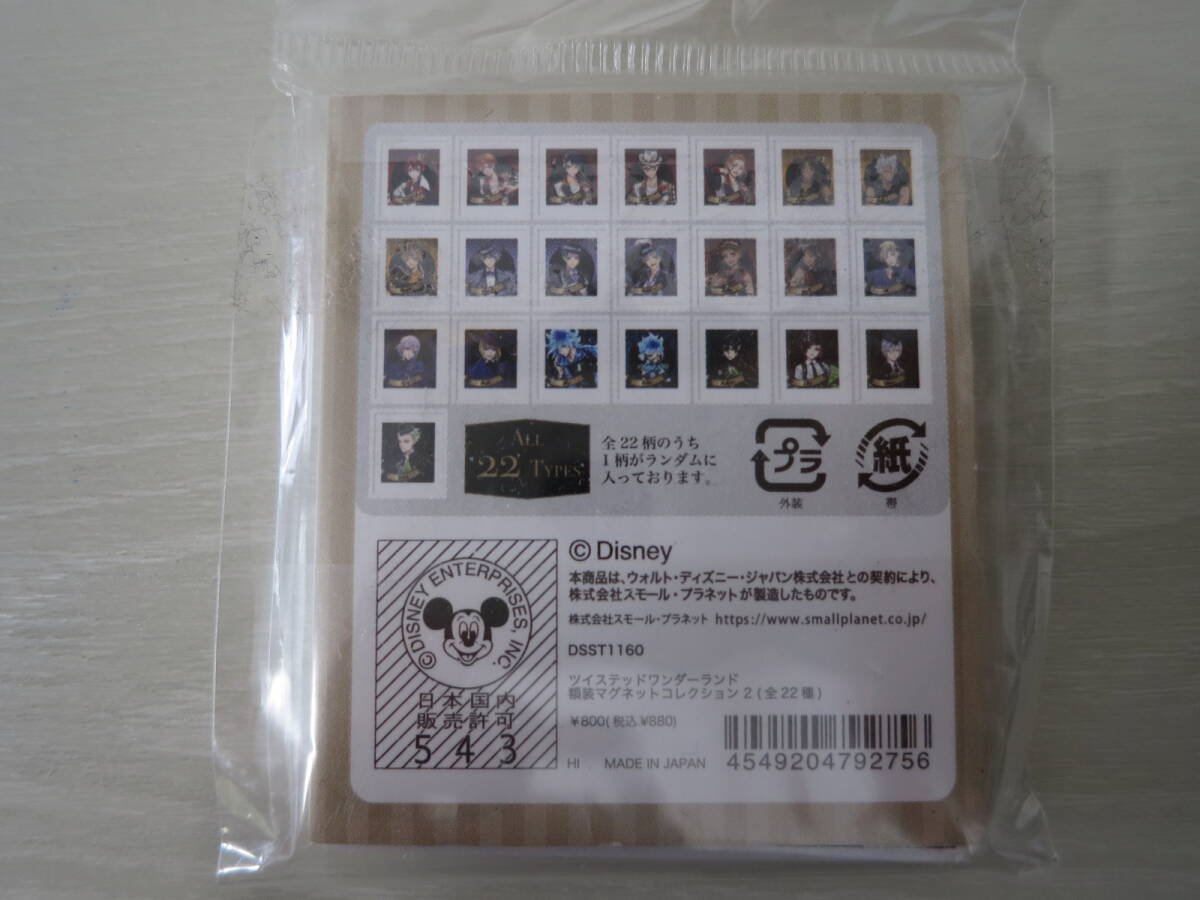 ALL
22 TYPES
全22柄のうち
1柄がランダムに
入っております。
プラ
外装
紙
帯
©DISNEY ENTERPRISES, INC.
日本国内
販売許可
543
©Disney
本商品は、ウォルト・ディズニー・ジャパン株式会社との契約により、
株式会社スモール・プラネットが製造したものです。
株式会社スモール・プラネット https://www.smallplanet.co.jp/
DSST1160
ツイステッドワンダーランド
額装マグネットコレクション2(全22種)
¥800(税込¥880)
HI MADE IN JAPAN
4549204792756